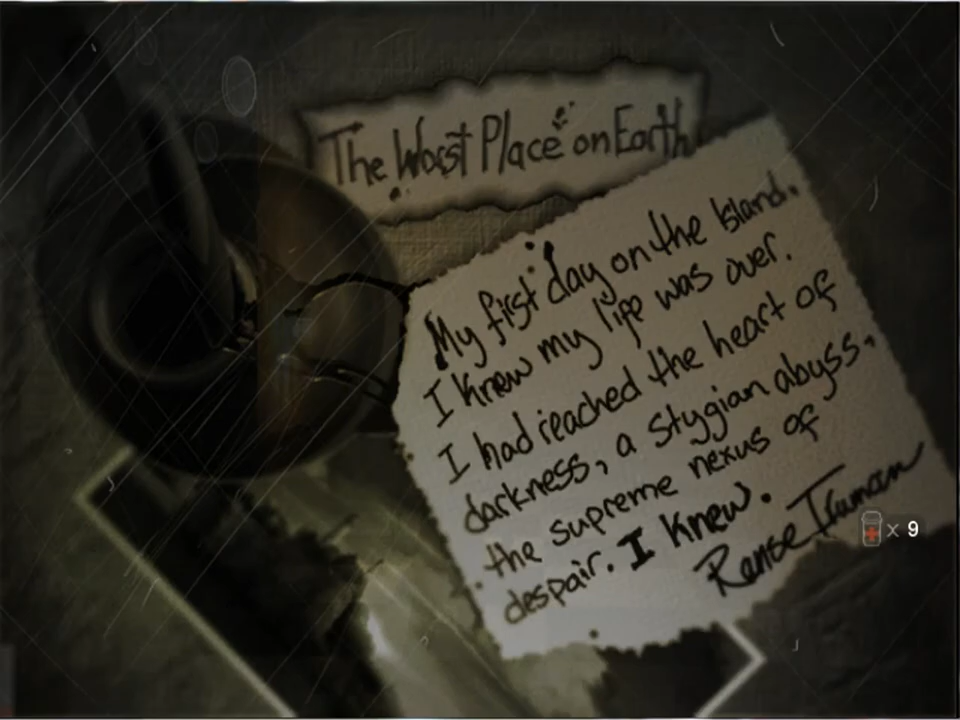 The Worst Place on Earth
My first day on the Island.
I knew my life was over.
I had reached the heart of
darkness, a stygian abyss,
the supreme nexus of
despair. I knew.
Ranse Truman
x 9